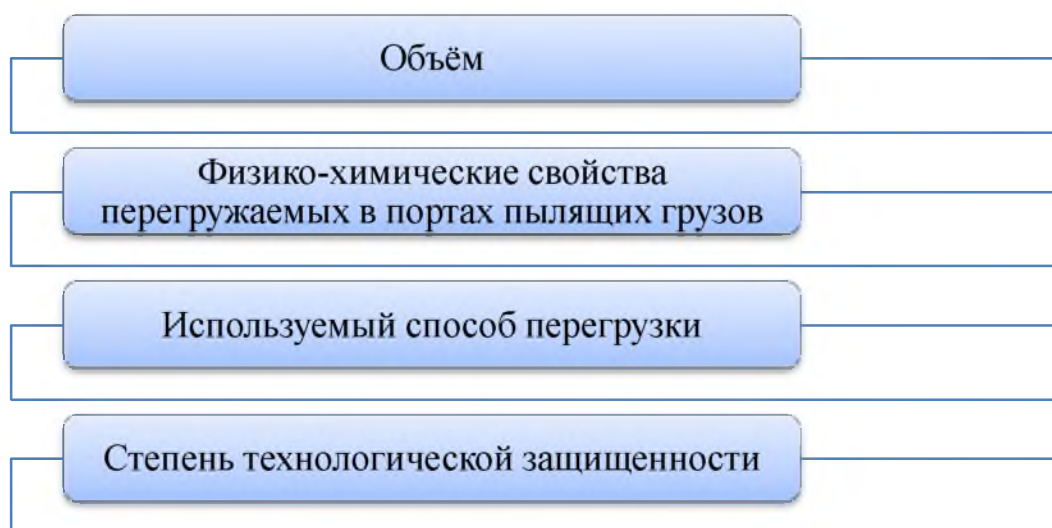 Объём
Физико-химические свойства
перегружаемых в портах пылящих грузов
Используемый способ перегрузки
Степень технологической защищенности